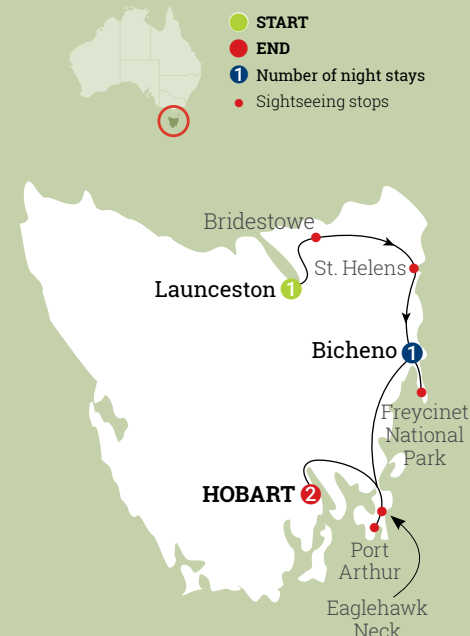 START
END
1 Number of night stays
Sightseeing stops
Bridestowe
St. Helens
Launceston 1
Bicheno 1
Freycinet
National
Park
HOBART 2
Port
Arthur
Eaglehawk
Neck